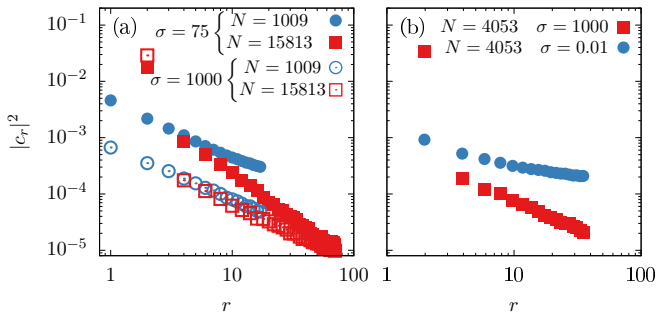 (a) σ = 75 { N = 1009
N = 15813
σ = 1000 { N = 1009
N = 15813
(b) N = 4053 σ = 1000
N = 4053 σ = 0.01
|c_r|^2
10^{-1}
10^{-2}
10^{-3}
10^{-4}
10^{-5}
1 10 100
1 10 100
r
r